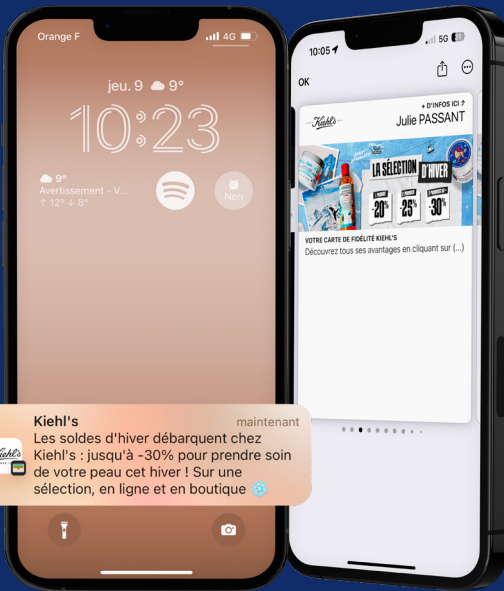 Orange F
4G
jeu. 9 9°
10:23
9°
Avertissement - V...
↑ 12° ↓ 8°
Non
Kiehl's
maintenant
Les soldes d'hiver débarquent chez
Kiehl's : jusqu'à -30% pour prendre soin
de votre peau cet hiver ! Sur une
sélection, en ligne et en boutique ❄️
10:05
5G
OK
+ D'INFOS ICI
Kiehl's
Julie PASSANT
LA SÉLECTION D'HIVER
-20% -25% -30%
VOTRE CARTE DE FIDÉLITÉ KIEHL'S
Découvrez tous ses avantages en cliquant sur (...)